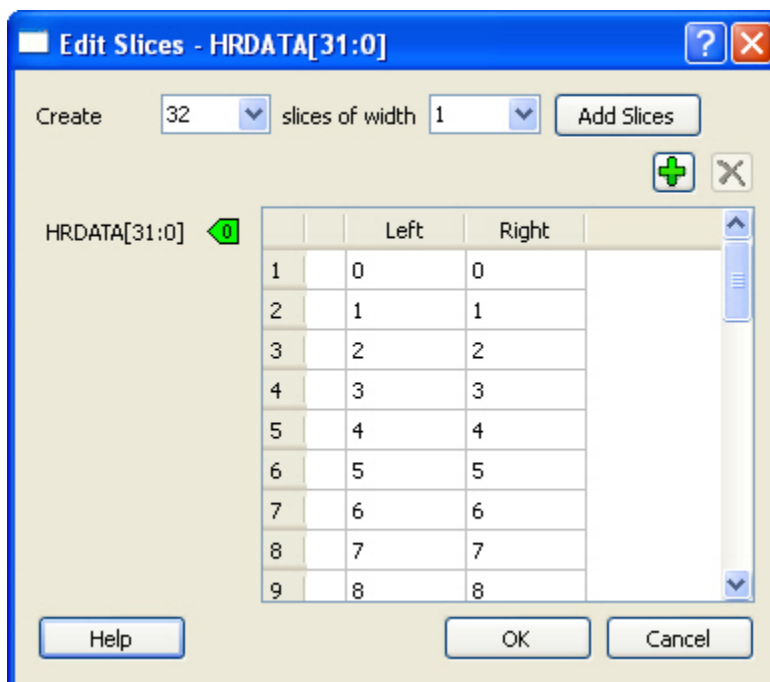 Edit Slices - HRDATA[31:0] ?
Create 32 slices of width 1 Add Slices
HRDATA[31:0] 0
Left Right
1 0 0
2 1 1
3 2 2
4 3 3
5 4 4
6 5 5
7 6 6
8 7 7
9 8 8
Help OK Cancel